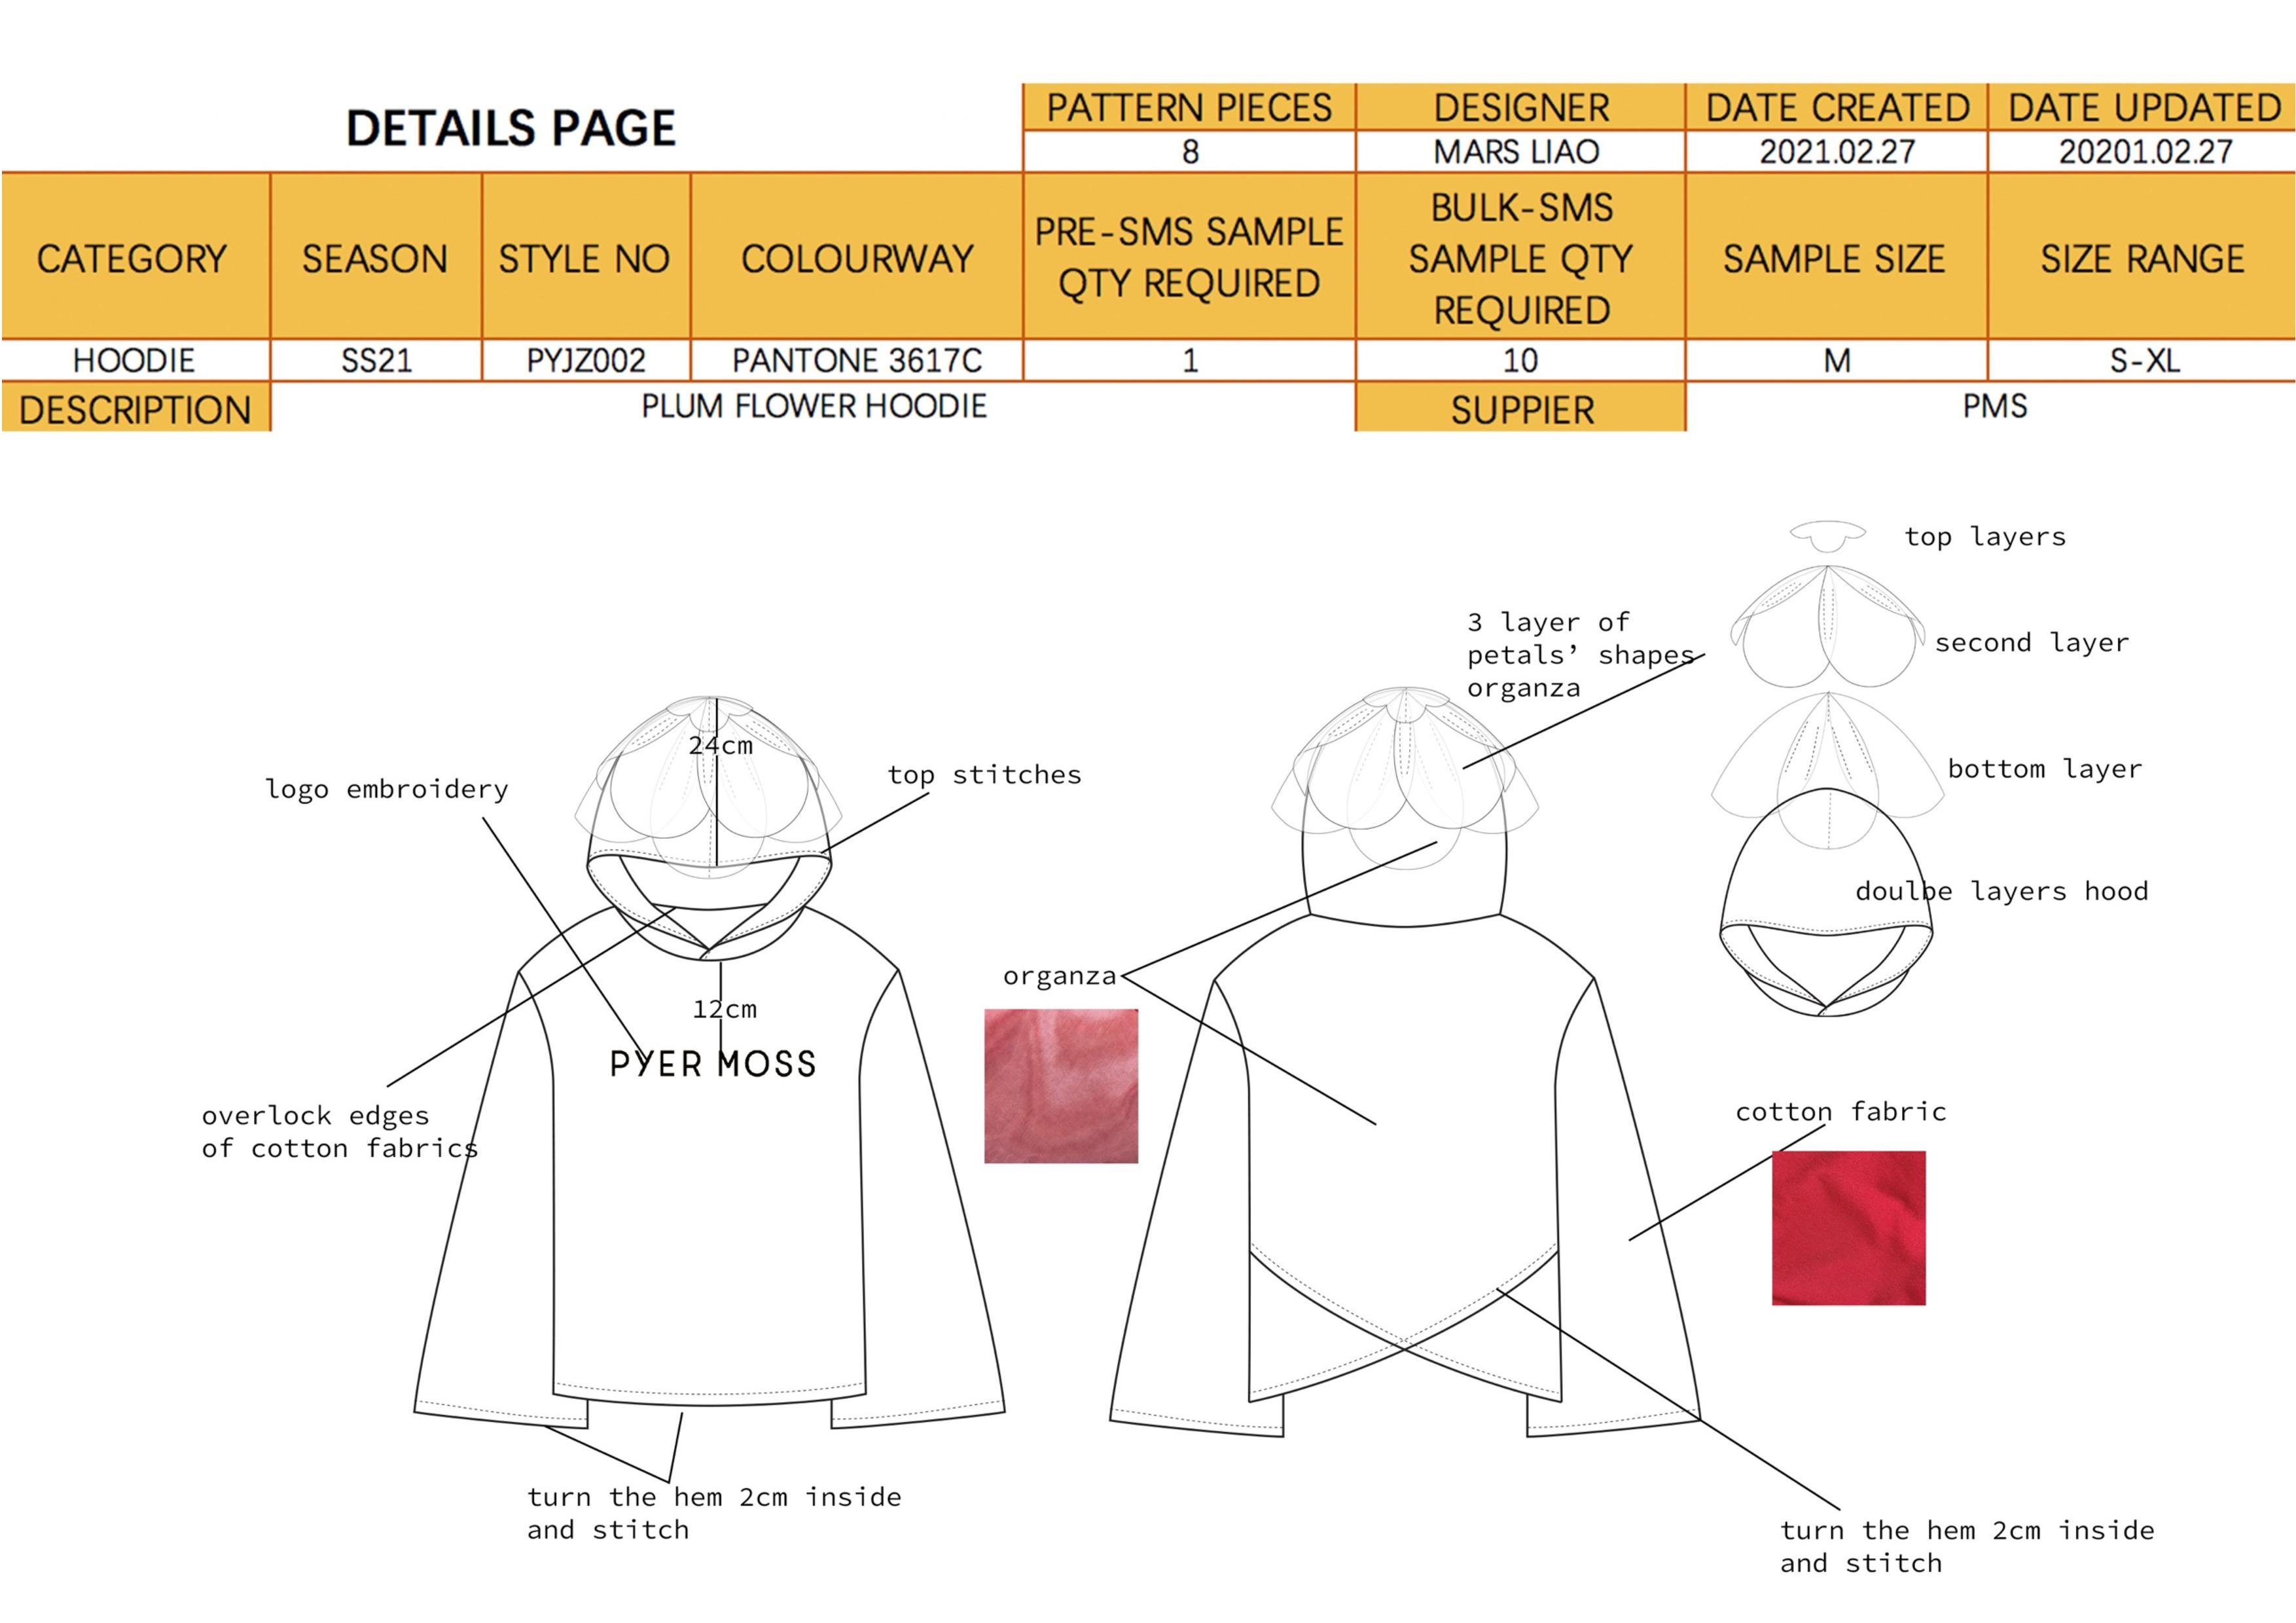 DETAILS PAGE
PATTERN PIECES
DESIGNER
DATE CREATED
DATE UPDATED
8
MARS LIAO
2021.02.27
20201.02.27
CATEGORY
SEASON
STYLE NO
COLOURWAY
PRE-SMS SAMPLE
QTY REQUIRED
BULK-SMS
SAMPLE QTY
REQUIRED
SAMPLE SIZE
SIZE RANGE
HOODIE
SS21
PYJZ002
PANTONE 3617C
1
10
M
S-XL
DESCRIPTION
PLUM FLOWER HOODIE
SUPPIER
PMS
top layers
3 layer of
petals’ shapes
organza
second layer
24cm
bottom layer
top stitches
logo embroidery
doulbe layers hood
organza
12cm
PYER MOSS
overlock edges
of cotton fabrics
cotton fabric
turn the hem 2cm inside
and stitch
turn the hem 2cm inside
and stitch